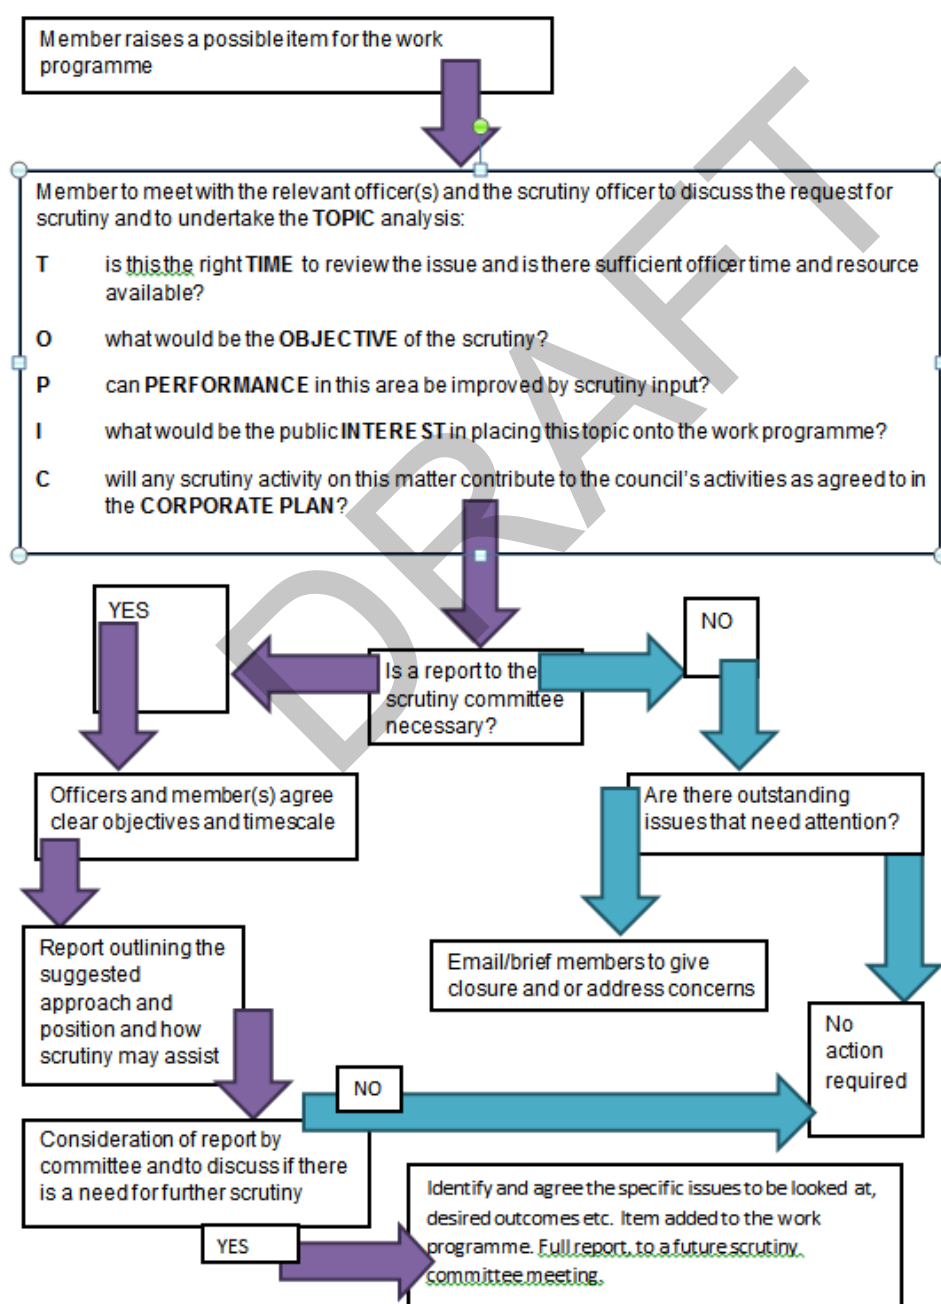 Member raises a possible item for the work
programme
Member to meet with the relevant officer(s) and the scrutiny officer to discuss the request for
scrutiny and to undertake the TOPIC analysis:
T is this the right TIME to review the issue and is there sufficient officer time and resource
available?
O what would be the OBJECTIVE of the scrutiny?
P can PERFORMANCE in this area be improved by scrutiny input?
I what would be the public INTEREST in placing this topic onto the work programme?
C will any scrutiny activity on this matter contribute to the council's activities as agreed to in
the CORPORATE PLAN?
DRAFT
YES
NO
Is a report to the
scrutiny committee
necessary?
Officers and member(s) agree
clear objectives and timescale
Are there outstanding
issues that need attention?
Report outlining the
suggested
approach and
position and how
scrutiny may assist
Email/brief members to give
closure and or address concerns
No
action
required
NO
Consideration of report by
committee and to discuss if there
is a need for further scrutiny
YES
Identify and agree the specific issues to be looked at,
desired outcomes etc. Item added to the work
programme. Full report, to a future scrutiny
committee meeting.